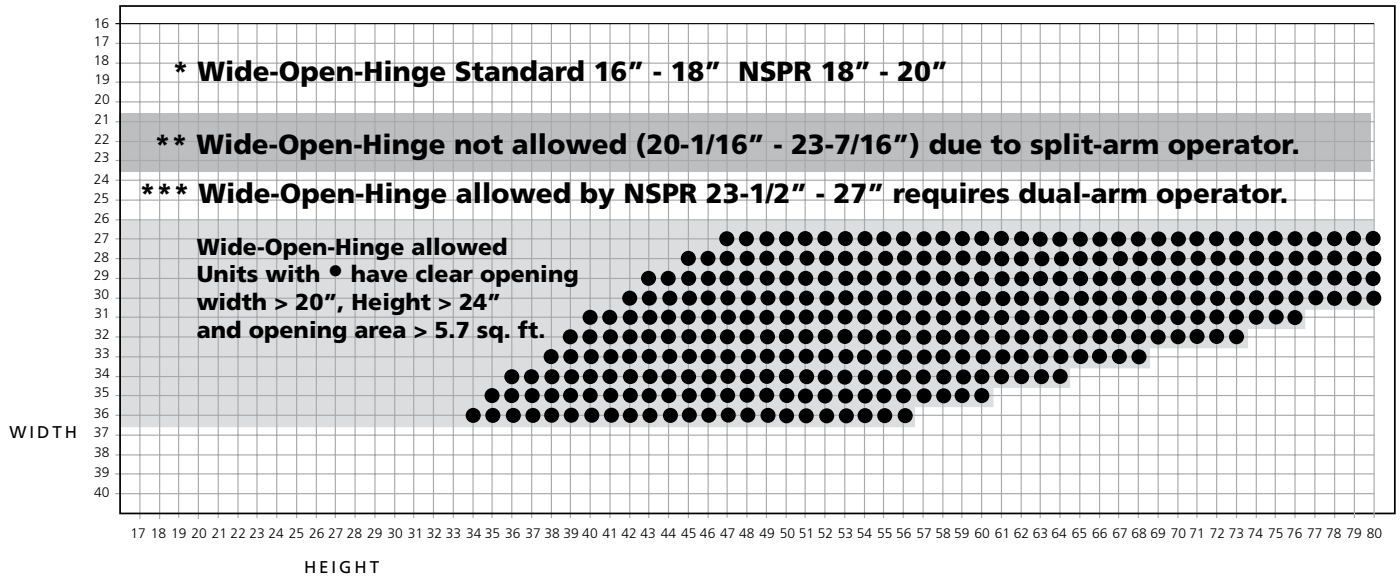 16
17
18
* Wide-Open-Hinge Standard 16” - 18”  NSPR 18” - 20”
19
20
21
22
** Wide-Open-Hinge not allowed (20-1/16” - 23-7/16”) due to split-arm operator.
23
24
*** Wide-Open-Hinge allowed by NSPR 23-1/2” - 27” requires dual-arm operator.
25
26
27
Wide-Open-Hinge allowed
28
Units with • have clear opening
29
30
width > 20”, Height > 24”
31
and opening area > 5.7 sq. ft.
32
33
34
35
36
WIDTH
37
38
39
40
17 18 19 20 21 22 23 24 25 26 27 28 29 30 31 32 33 34 35 36 37 38 39 40 41 42 43 44 45 46 47 48 49 50 51 52 53 54 55 56 57 58 59 60 61 62 63 64 65 66 67 68 69 70 71 72 73 74 75 76 77 78 79 80
HEIGHT